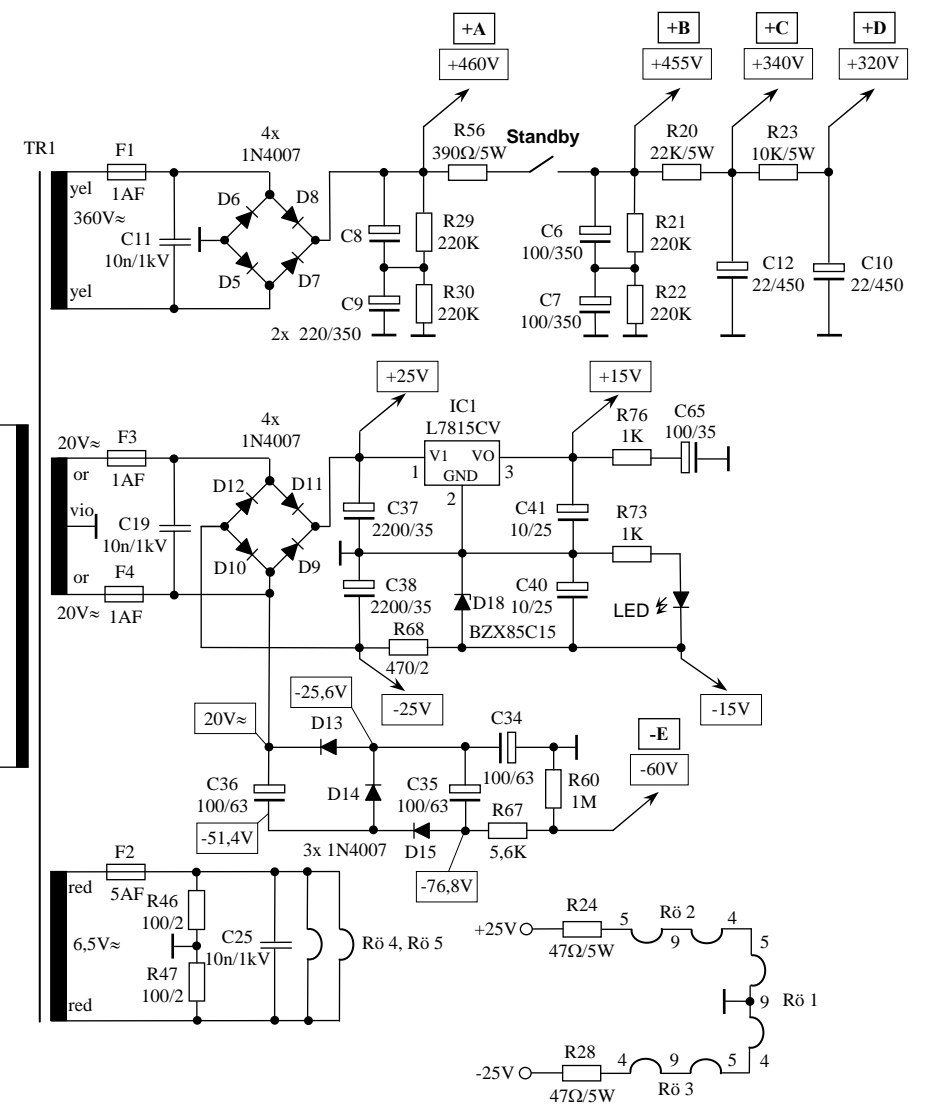 +A
+B
+C
+D
+460V
+455V
+340V
+320V
TR1
F1
1AF
yel
360V≈
yel
C11
10n/1kV
4x
1N4007
D6
D8
D5
D7
R56
390Ω/5W
Standby
R20
22K/5W
R23
10K/5W
C8
R29
220K
C9
R30
220K
2x 220/350
C6
100/350
R21
220K
C7
100/350
R22
220K
C12
22/450
C10
22/450
+25V
+15V
20V≈
F3
1AF
or
vio
or
F4
20V≈
1AF
C19
10n/1kV
4x
1N4007
D12
D11
D10
D9
IC1
L7815CV
V1 VO
GND
1
3
2
C37
2200/35
C38
2200/35
C41
10/25
C40
10/25
R76
1K
C65
100/35
R73
1K
LED
D18
BZX85C15
R68
470/2
-25V
-15V
-25,6V
20V≈
D13
C34
100/63
-E
-60V
C36
100/63
D14
C35
100/63
R60
1M
R67
5,6K
-51,4V
3x 1N4007
D15
-76,8V
F2
5AF
red
6,5V≈
red
R46
100/2
R47
100/2
C25
10n/1kV
Rö 4, Rö 5
+25V
R24
47Ω/5W
5
Rö 2
9
4
5
9
Rö 1
4
-25V
R28
47Ω/5W
4
9
5
Rö 3